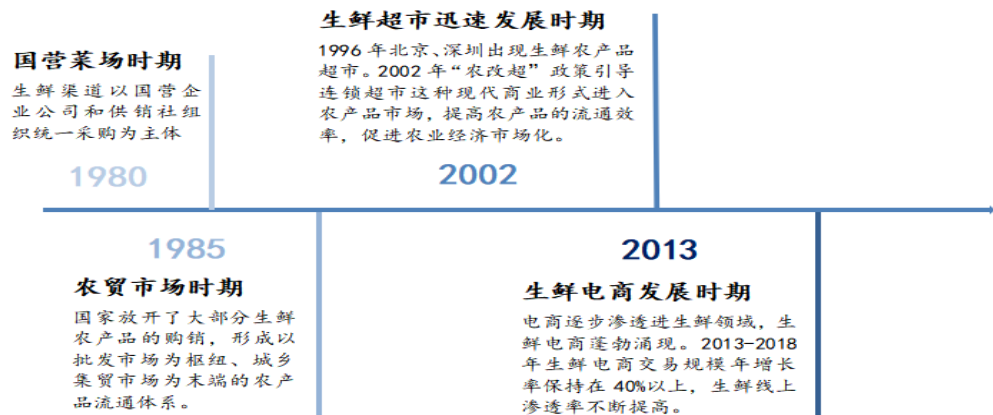 国营菜场时期
生鲜渠道以国营企
业公司和供销社组
织统一采购为主体
1980
生鲜超市迅速发展时期
1996年北京、深圳出现生鲜农产品
超市。2002年“农改超”政策引导
连锁超市这种现代商业形式进入
农产品市场，提高农产品的流通效
率，促进农业经济市场化。
2002
1985
农贸市场时期
国家放开了大部分生鲜
农产品的购销，形成以
批发市场为枢纽、城乡
集贸市场为末端的农产
品流通体系。
2013
生鲜电商发展时期
电商逐步渗透进生鲜领域，生
鲜电商蓬勃涌现。2013-2018
年生鲜电商交易规模年增长
率保持在40%以上，生鲜线上
渗透率不断提高。